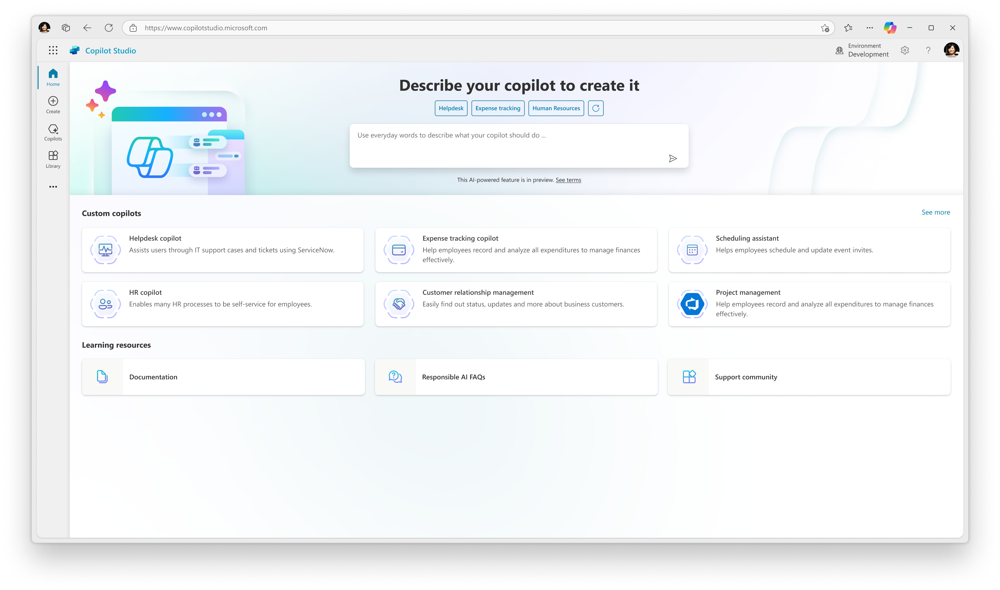 https://www.copilotstudio.microsoft.com
Copilot Studio
Environment
Development
Home
Create
Copilots
Library
Describe your copilot to create it
Helpdesk
Expense tracking
Human Resources
Use everyday words to describe what your copilot should do ...
This AI-powered feature is in preview. See terms
Custom copilots
See more
Helpdesk copilot
Assists users through IT support cases and tickets using ServiceNow.
Expense tracking copilot
Help employees record and analyze all expenditures to manage finances
effectively.
Scheduling assistant
Helps employees schedule and update event invites.
HR copilot
Enables many HR processes to be self-service for employees.
Customer relationship management
Easily find out status, updates and more about business customers.
Project management
Help employees record and analyze all expenditures to manage finances
effectively.
Learning resources
Documentation
Responsible AI FAQs
Support community